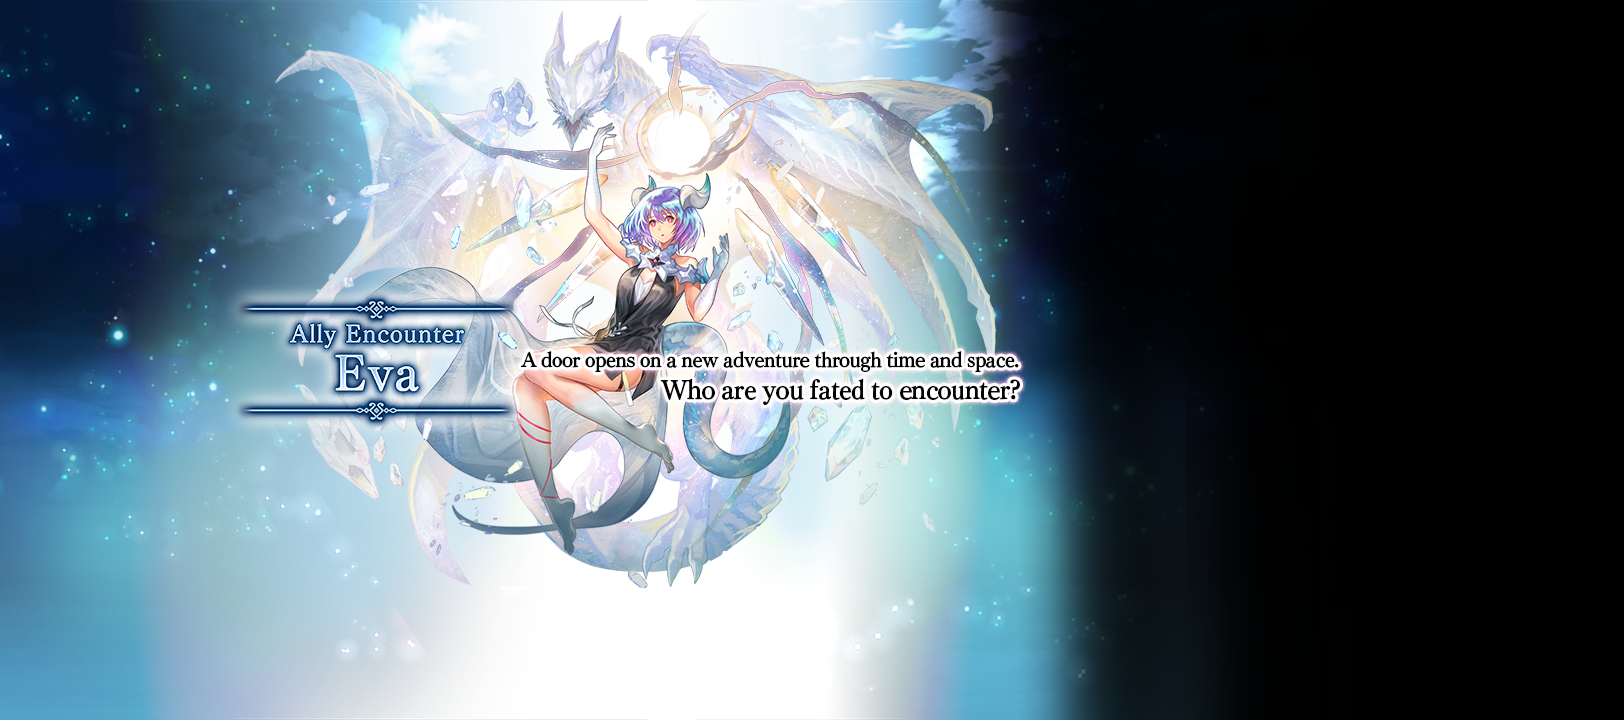 Ally Encounter
Eva
A door opens on a new adventure through time and space.
Who are you fated to encounter?